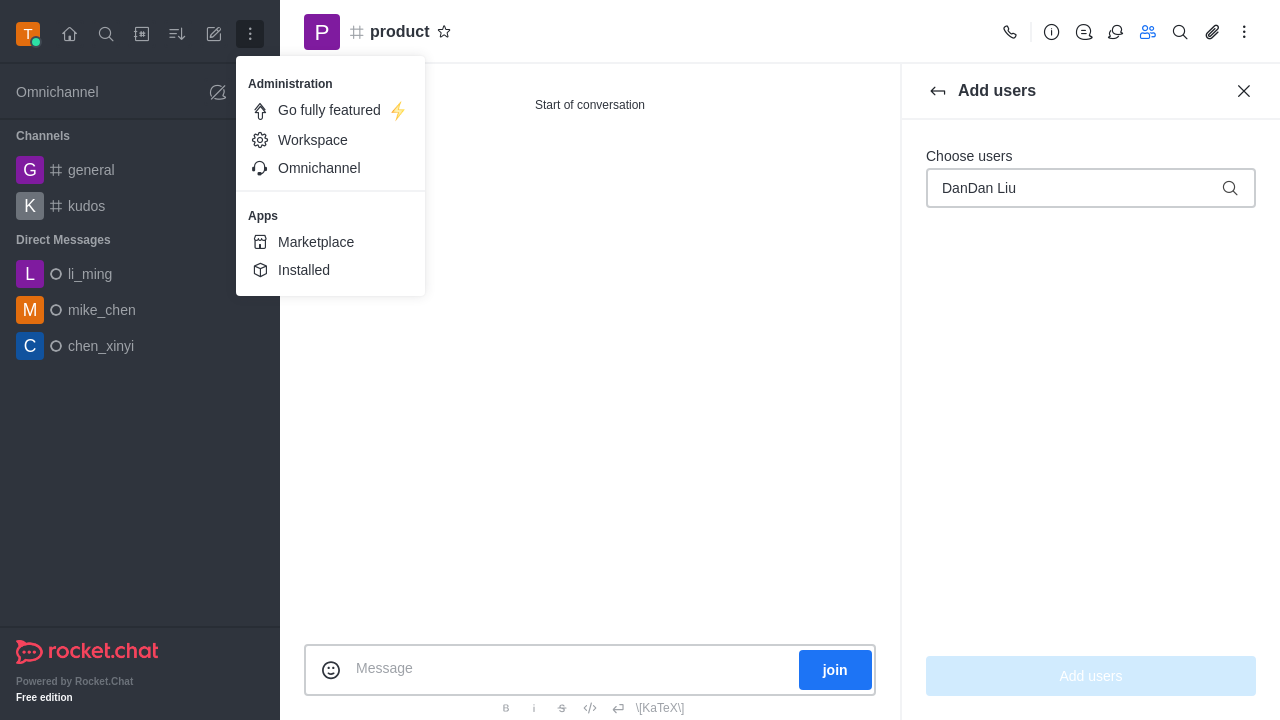 T
Omnichannel
Channels
G general
K kudos
Direct Messages
L li_ming
M mike_chen
C chen_xinyi
rocket.chat
Powered by Rocket.Chat
Free edition
Administration
Go fully featured
Workspace
Omnichannel
Apps
Marketplace
Installed
P product
Start of conversation
Message
join
B i S \[KaTeX\]
Add users
Choose users
DanDan Liu
Add users